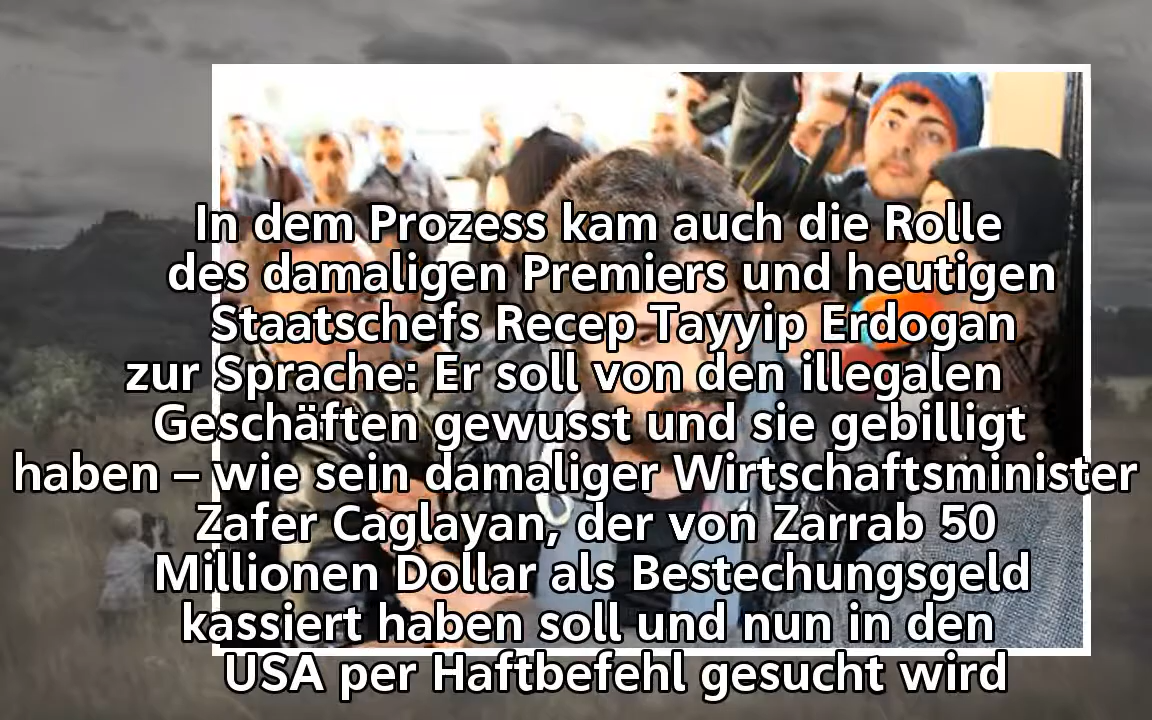 In dem Prozess kam auch die Rolle
des damaligen Premiers und heutigen
Staatschefs Recep Tayyip Erdogan
zur Sprache: Er soll von den illegalen
Geschäften gewusst und sie gebilligt
haben – wie sein damaliger Wirtschaftsminister
Zafer Caglayan, der von Zarrab 50
Millionen Dollar als Bestechungsgeld
kassiert haben soll und nun in den
USA per Haftbefehl gesucht wird